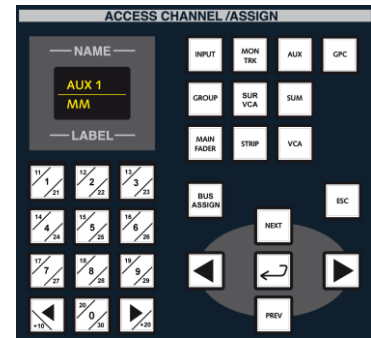 ACCESS CHANNEL /ASSIGN
NAME
AUX 1
MM
LABEL
INPUT
MON
TRK
AUX
GPC
GROUP
SUR
VCA
SUM
MAIN
FADER
STRIP
VCA
BUS
ASSIGN
ESC
NEXT
PREV
11 1 21
12 2 22
13 3 23
14 4 24
15 5 25
16 6 26
17 7 27
18 8 28
19 9 29
+10
20 0 30
+20